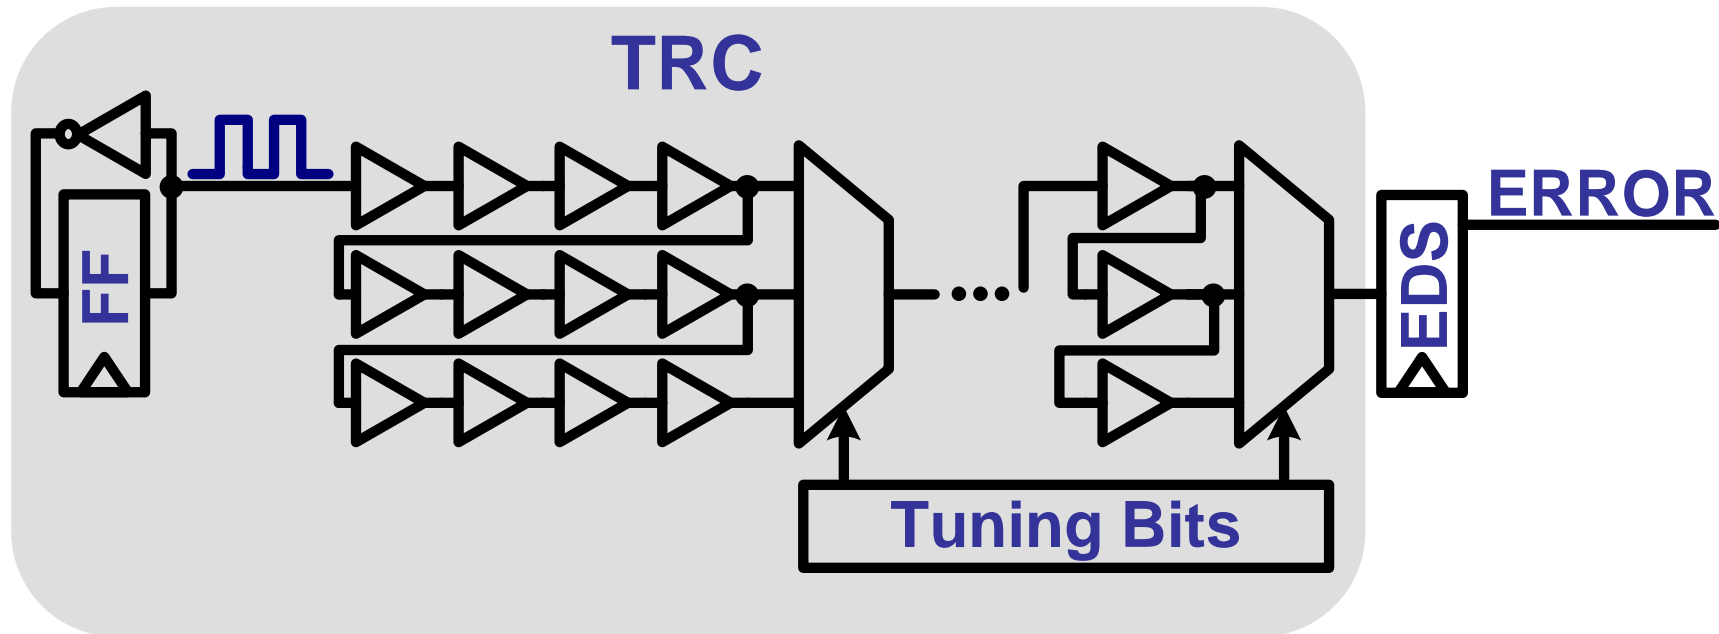 TRC
FF
EDS
ERROR
Tuning Bits